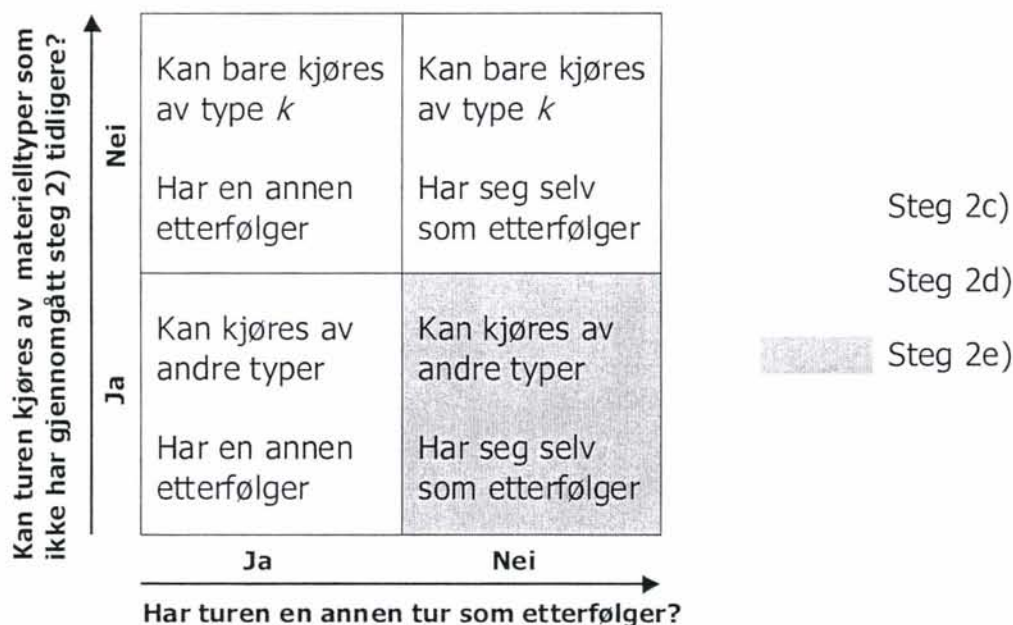 Kan turen kjøres av materielltyper som
ikke har gjennomgått steg 2) tidligere?
Nei
Ja
Kan bare kjøres
av type k
Har en annen
etterfølger
Kan bare kjøres
av type k
Har seg selv
som etterfølger
Kan kjøres av
andre typer
Har en annen
etterfølger
Kan kjøres av
andre typer
Har seg selv
som etterfølger
Ja
Nei
Har turen en annen tur som etterfølger?
Steg 2c)
Steg 2d)
Steg 2e)